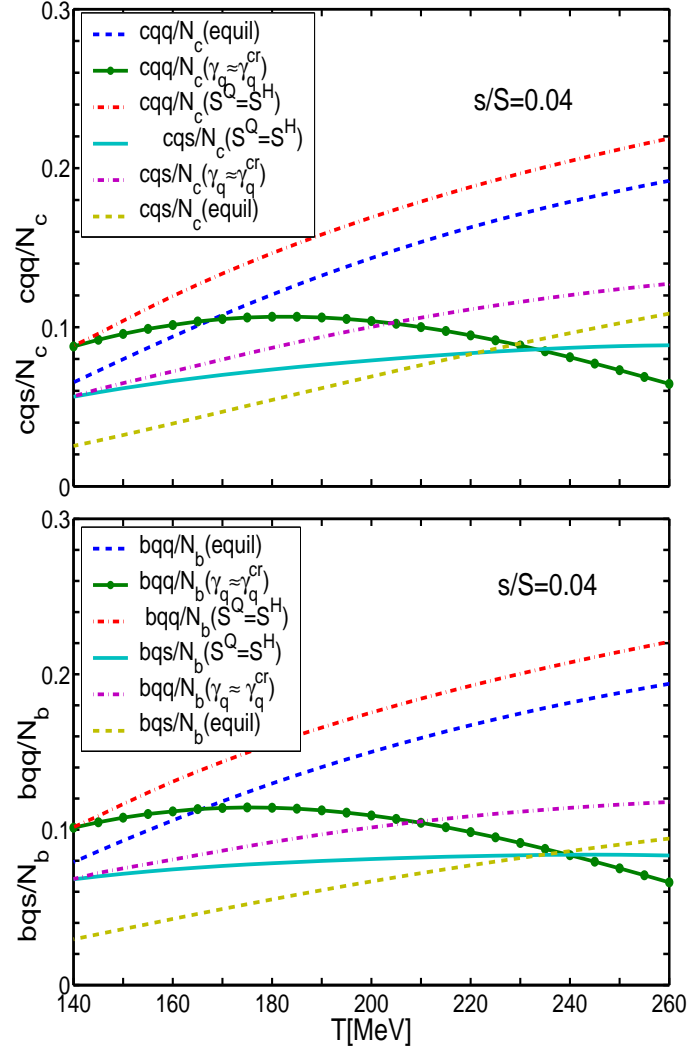 0.3
cqq/N_c(equil)
cqq/N_c(γ_q≈γ_q^cr)
cqq/N_c(S^Q=S^H)
cqs/N_c(S^Q=S^H)
cqs/N_c(γ_q≈γ_q^cr)
cqs/N_c(equil)
s/S=0.04
0.2
0.1
0
cqs/N_c cqq/N_c
0.3
bqq/N_b(equil)
bqq/N_b(γ_q≈γ_q^cr)
bqq/N_b(S^Q=S^H)
bqs/N_b(S^Q=S^H)
bqq/N_b(γ_q≈γ_q^cr)
bqs/N_b(equil)
s/S=0.04
0.2
0.1
0
bqs/N_b bqq/N_b
140 160 180 200 220 240 260
T[MeV]